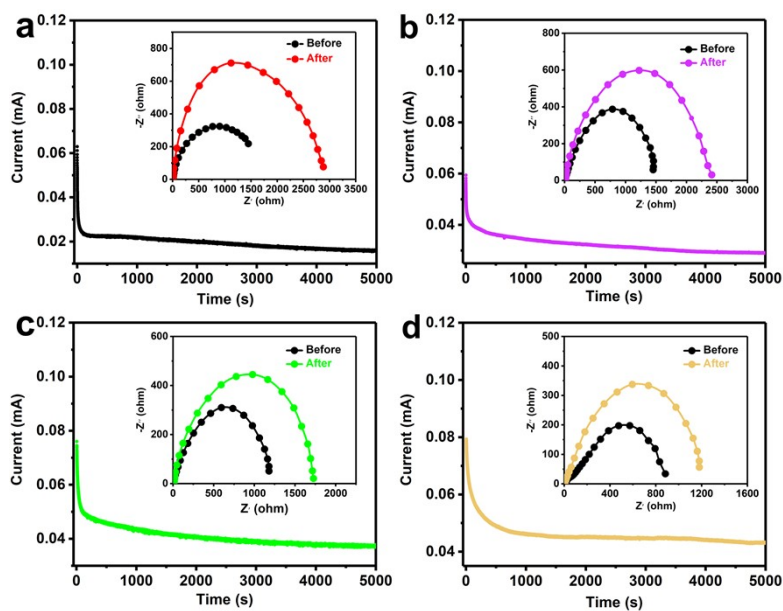 a
Current (mA)
0.12
0.10
0.08
0.06
0.04
0.02
0 1000 2000 3000 4000 5000
Time (s)
-Z'' (ohm)
800
600
400
200
0
0 500 1000 1500 2000 2500 3000 3500
Z' (ohm)
Before
After
b
Current (mA)
0.12
0.10
0.08
0.06
0.04
0 1000 2000 3000 4000 5000
Time (s)
-Z'' (ohm)
800
600
400
200
0
0 500 1000 1500 2000 2500 3000
Z' (ohm)
Before
After
c
Current (mA)
0.12
0.10
0.08
0.06
0.04
0 1000 2000 3000 4000 5000
Time (s)
-Z'' (ohm)
600
400
200
0
0 500 1000 1500 2000
Z' (ohm)
Before
After
d
Current (mA)
0.12
0.10
0.08
0.06
0.04
0 1000 2000 3000 4000 5000
Time (s)
-Z'' (ohm)
500
400
300
200
100
0
0 400 800 1200 1600
Z' (ohm)
Before
After